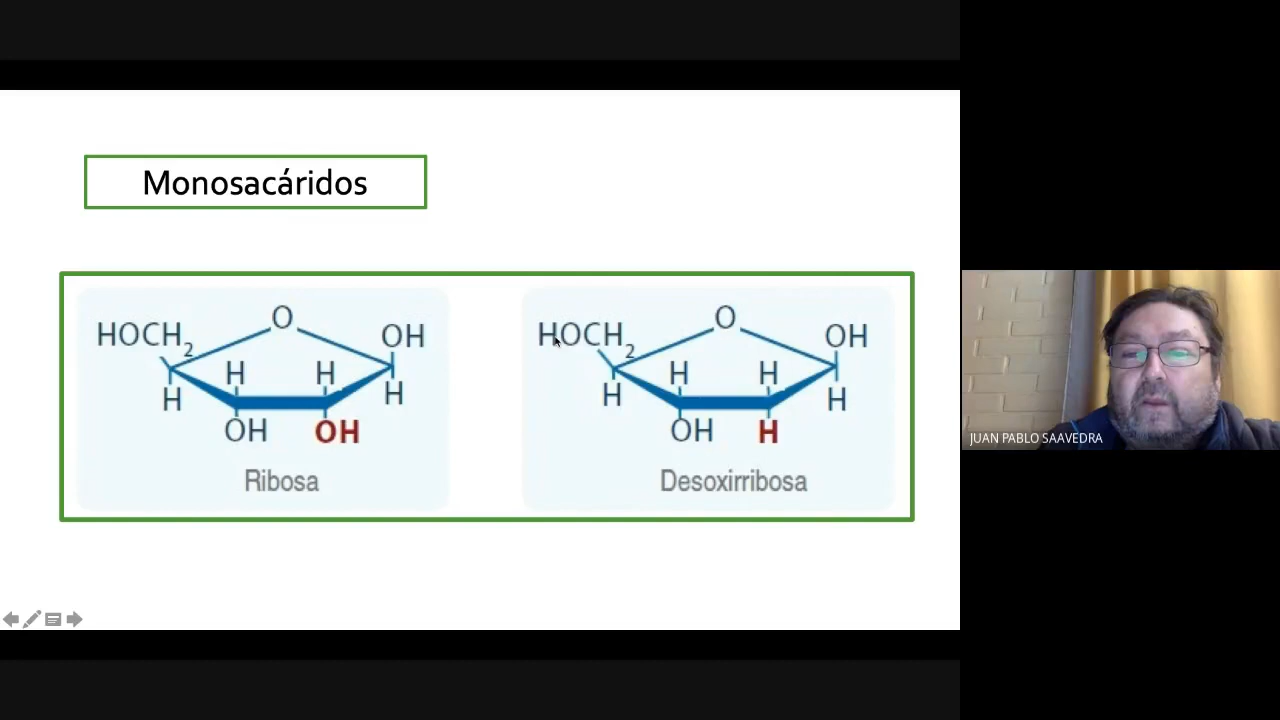 Monosacáridos
O
HOCH2
OH
H
H
H
H
OH
OH
Ribosa
O
HOCH2
OH
H
H
H
H
OH
H
Desoxirribosa
JUAN PABLO SAAVEDRA